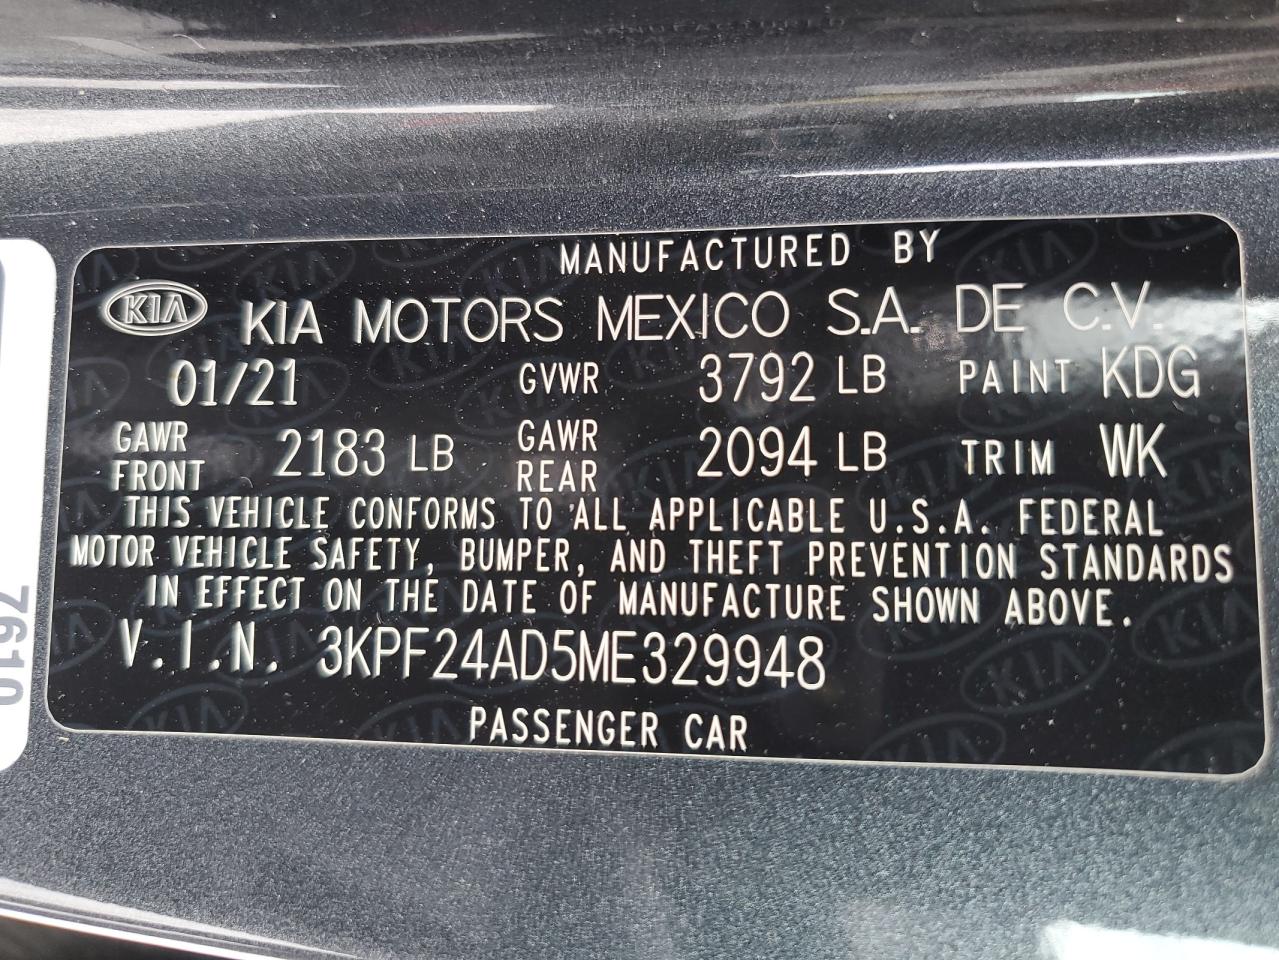 MANUFACTURED BY
KIA KIA MOTORS MEXICO S.A. DE C.V.
01/21 GVWR 3792 LB PAINT KDG
GAWR FRONT 2183 LB GAWR REAR 2094 LB TRIM WK
THIS VEHICLE CONFORMS TO ALL APPLICABLE U.S.A. FEDERAL
MOTOR VEHICLE SAFETY, BUMPER, AND THEFT PREVENTION STANDARDS
IN EFFECT ON THE DATE OF MANUFACTURE SHOWN ABOVE.
V.I.N. 3KPF24AD5ME329948
PASSENGER CAR